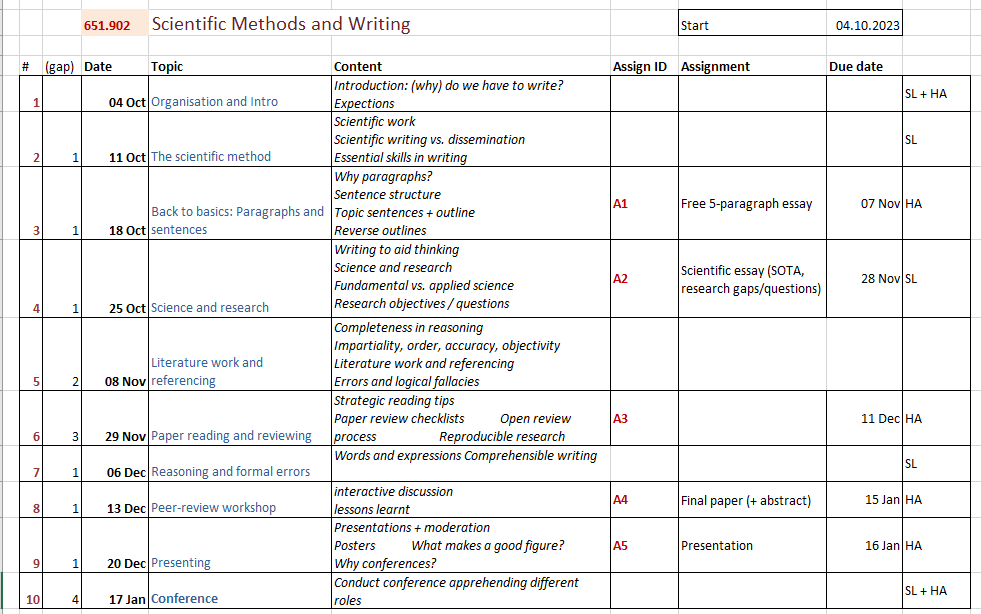 651.902 Scientific Methods and Writing Start 04.10.2023
# (gap) Date Topic Content Assign ID Assignment Due date
Introduction: (why) do we have to write?
SL + HA
1 04 Oct Organisation and Intro Expections
Scientific work
Scientific writing vs. dissemination SL
2 1 11 Oct The scientific method Essential skills in writing
Why paragraphs?
Sentence structure
A1 Free 5-paragraph essay 07 Nov HA
Back to basics: Paragraphs and Topic sentences + outline
3 1 18 Oct sentences Reverse outlines
Writing to aid thinking
Science and research
Scientific essay (SOTA,
A2 28 Nov SL
Fundamental vs. applied science
research gaps/questions)
4 1 25 Oct Science and research Research objectives / questions
Completeness in reasoning
Impartiality, order, accuracy, objectivity
Literature work and Literature work and referencing
5 2 08 Nov referencing Errors and logical fallacies
Strategic reading tips
Paper review checklists Open review A3 11 Dec HA
6 3 29 Nov Paper reading and reviewing process Reproducible research
Words and expressions Comprehensible writing
SL
7 1 06 Dec Reasoning and formal errors
interactive discussion
A4 Final paper (+ abstract) 15 Jan HA
8 1 13 Dec Peer-review workshop lessons learnt
Presentations + moderation
Posters What makes a good figure? A5 Presentation 16 Jan HA
9 1 20 Dec Presenting Why conferences?
Conduct conference apprehending different
SL + HA
10 4 17 Jan Conference roles